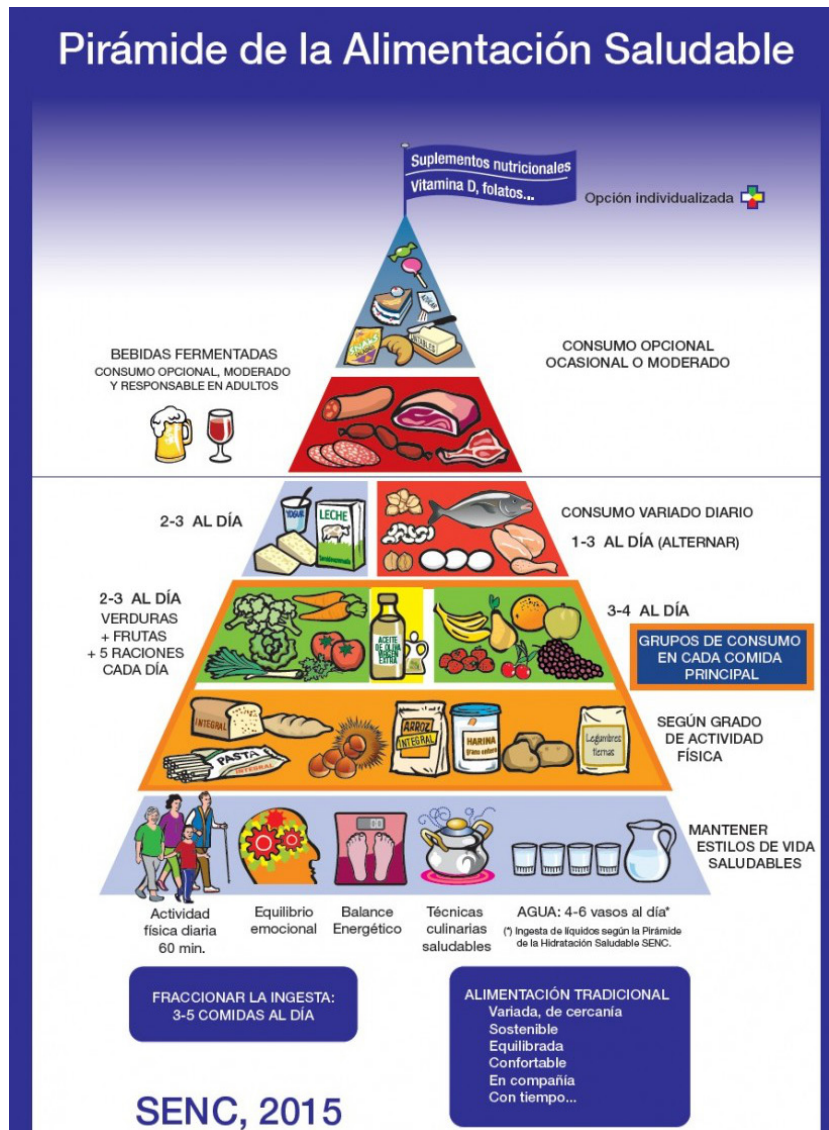 Pirámide de la Alimentación Saludable
Suplementos nutricionales
Vitamina D, folatos...
Opción individualizada
AZÚCAR
SNAKS
UNTABLES
BEBIDAS FERMENTADAS
CONSUMO OPCIONAL, MODERADO
Y RESPONSABLE EN ADULTOS
CONSUMO OPCIONAL
OCASIONAL O MODERADO
2-3 AL DÍA
YOGUR
LECHE
CONSUMO VARIADO DIARIO
1-3 AL DÍA (ALTERNAR)
2-3 AL DÍA
VERDURAS
+ FRUTAS
+ 5 RACIONES
CADA DÍA
ACEITE
DE OLIVA
VIRGEN
EXTRA
3-4 AL DÍA
GRUPOS DE CONSUMO
EN CADA COMIDA
PRINCIPAL
INTEGRAL
PASTA
INTEGRAL
ARROZ
INTEGRAL
HARINA
Legumbres
tiernas
SEGÚN GRADO
DE ACTIVIDAD
FÍSICA
MANTENER
ESTILOS DE VIDA
SALUDABLES
Actividad
física diaria
60 min.
Equilibrio
emocional
Balance
Energético
Técnicas
culinarias
saludables
AGUA: 4-6 vasos al día*
(*) Ingesta de líquidos según la Pirámide
de la Hidratación Saludable SENC.
FRACCIONAR LA INGESTA:
3-5 COMIDAS AL DÍA
ALIMENTACIÓN TRADICIONAL
Variada, de cercanía
Sostenible
Equilibrada
Confortable
En compañía
Con tiempo...
SENC, 2015